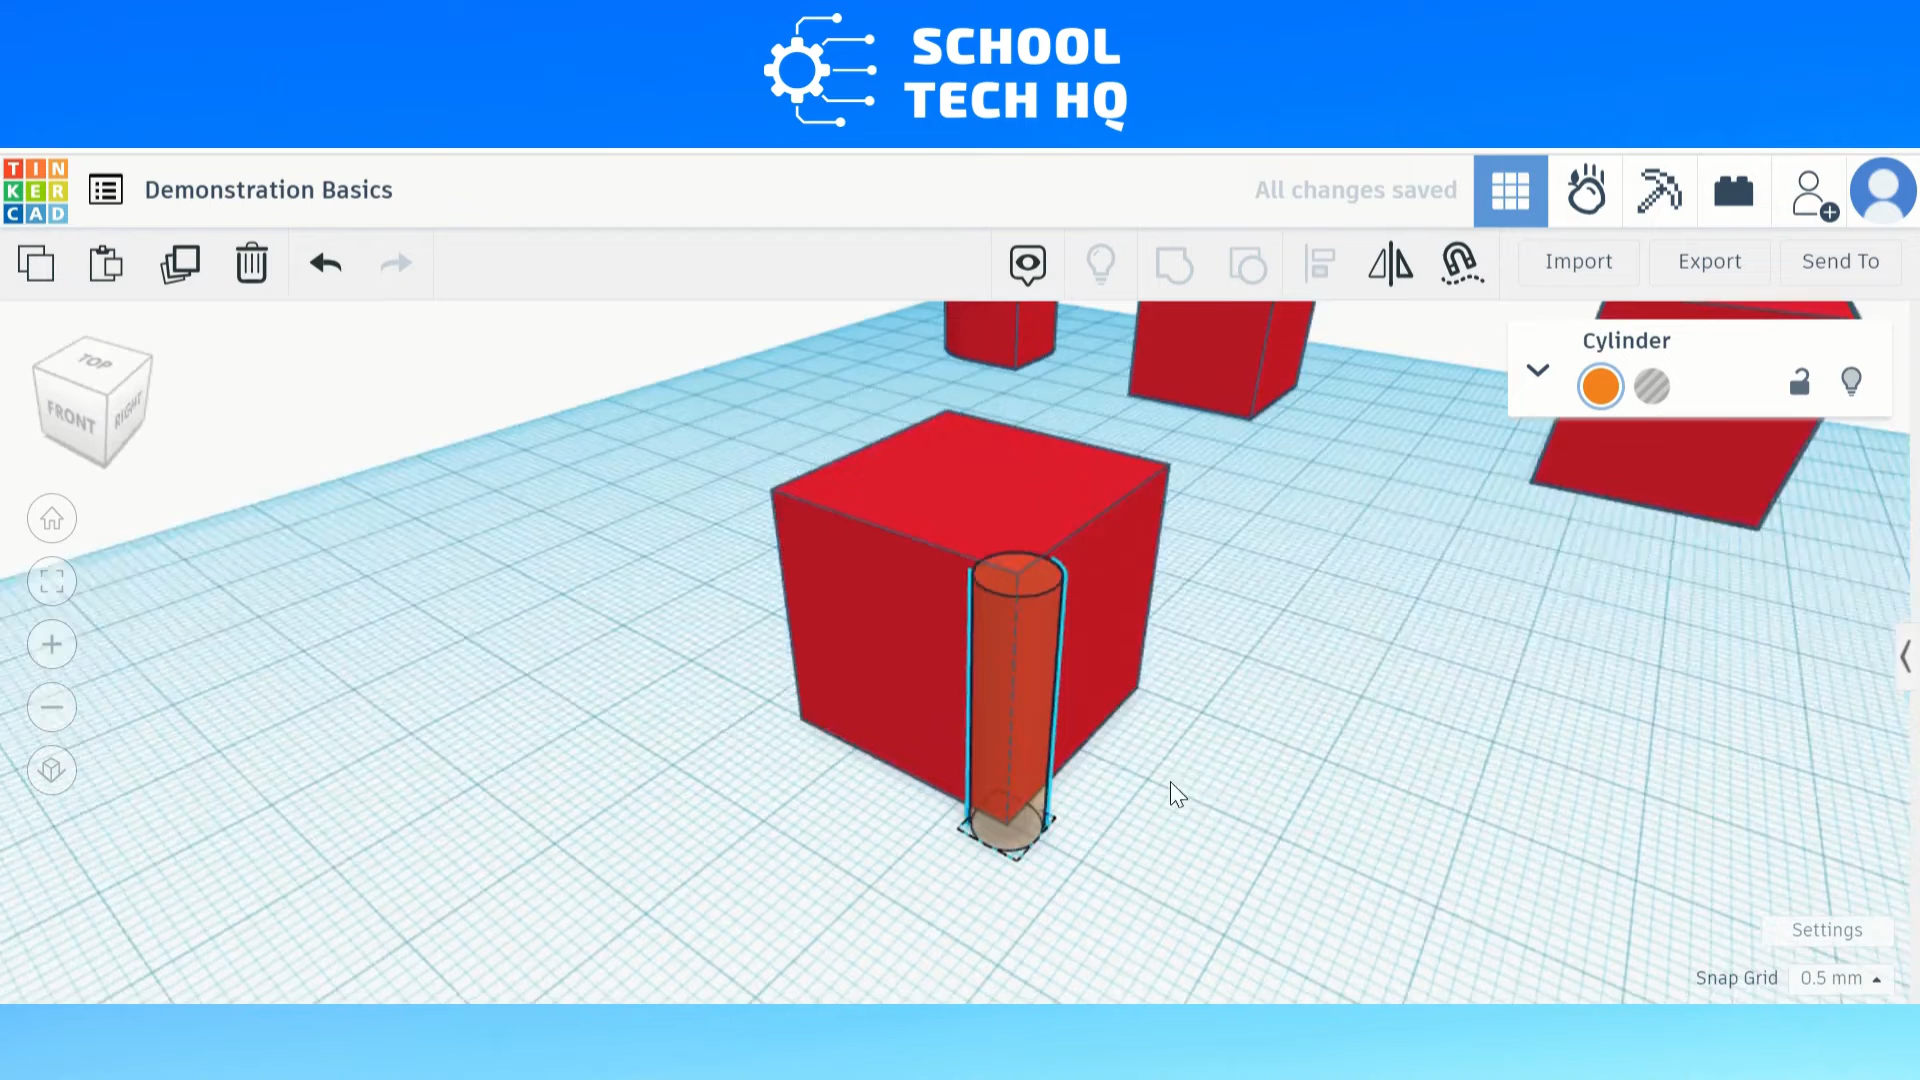 SCHOOL
TECH HQ
TIN
KER
CAD
Demonstration Basics
All changes saved
Import
Export
Send To
TOP
FRONT
RIGHT
Cylinder
Settings
Snap Grid
0.5 mm